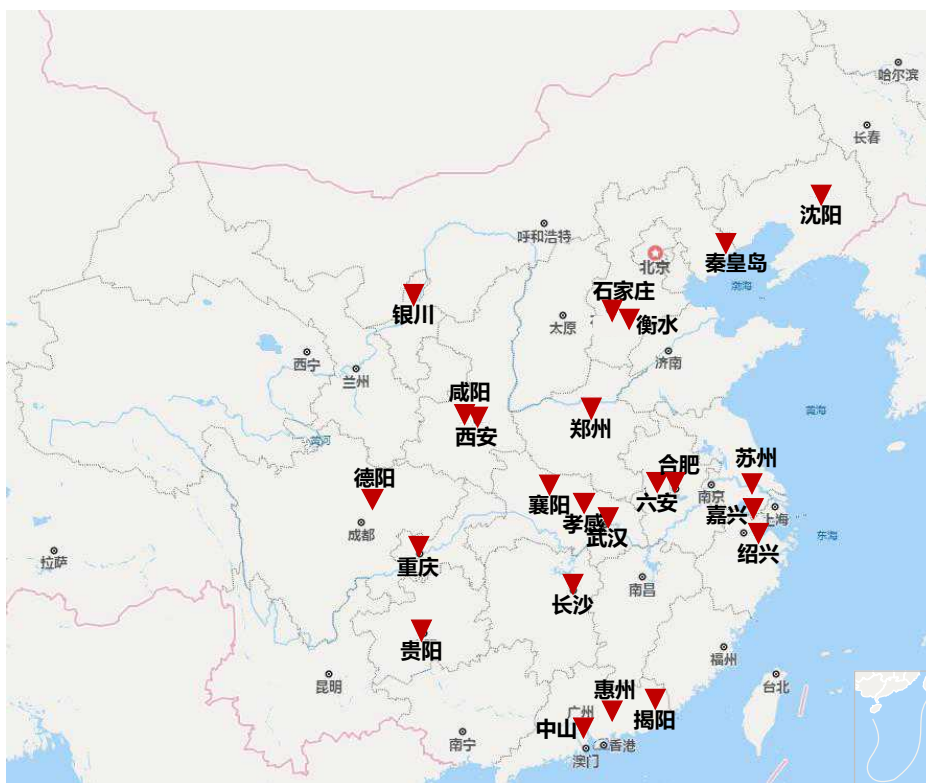 哈尔滨
长春
沈阳
呼和浩特
秦皇岛
北京
渤海
石家庄
银川
衡水
太原
济南
西宁
兰州
咸阳
郑州
黄海
西安
黄河
合肥
苏州
德阳
六安
南京
襄阳
嘉兴
孝感
上海
成都
武汉
绍兴
东海
拉萨
重庆
南昌
长沙
贵阳
福州
昆明
台北
惠州
广州
揭阳
中山
南宁
香港
澳门